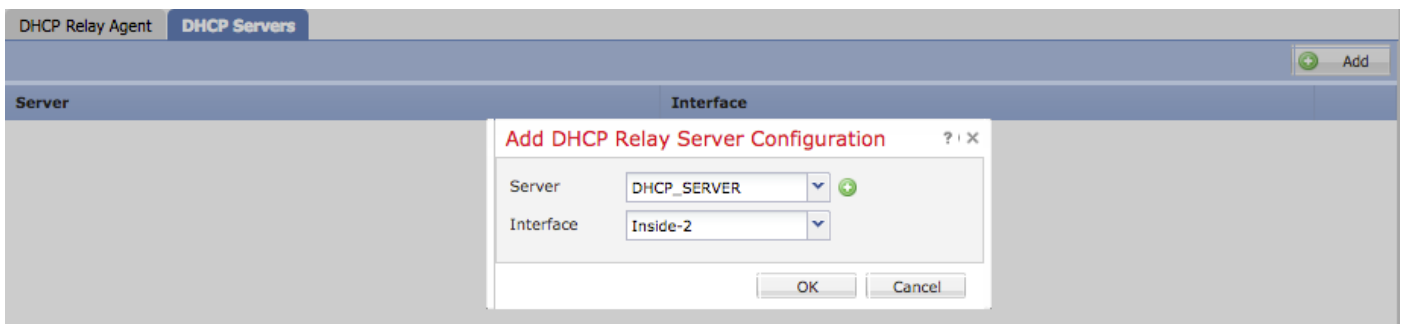 DHCP Relay Agent DHCP Servers
Add
Server Interface
Add DHCP Relay Server Configuration ?
Server DHCP_SERVER
Interface Inside-2
OK Cancel